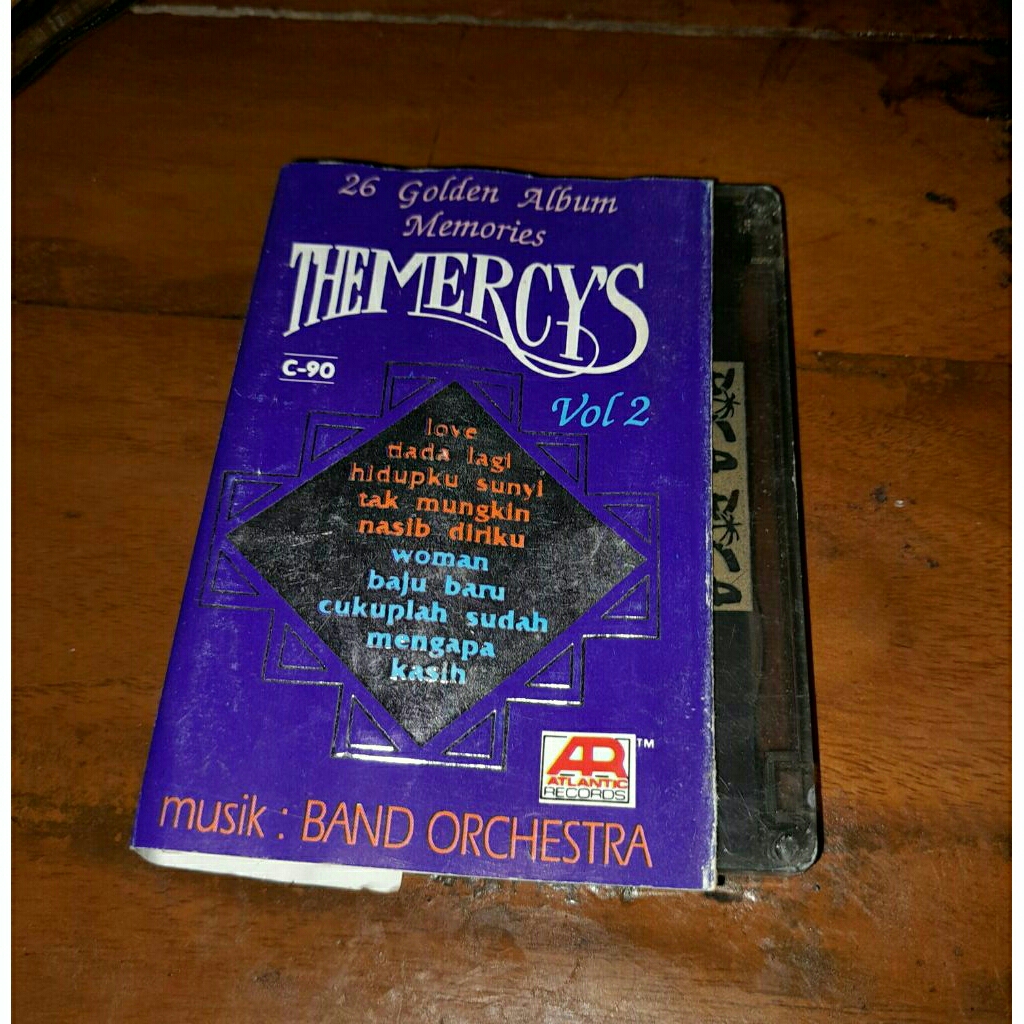 26 Golden Album
Memories
THE MERCY'S
C-90
Vol 2
love
tiada lagi
hidupku sunyi
tak mungkin
nasib diriku
woman
baju baru
cukuplah sudah
mengapa
kasih
AR™
ATLANTIC
RECORDS
musik : BAND ORCHESTRA